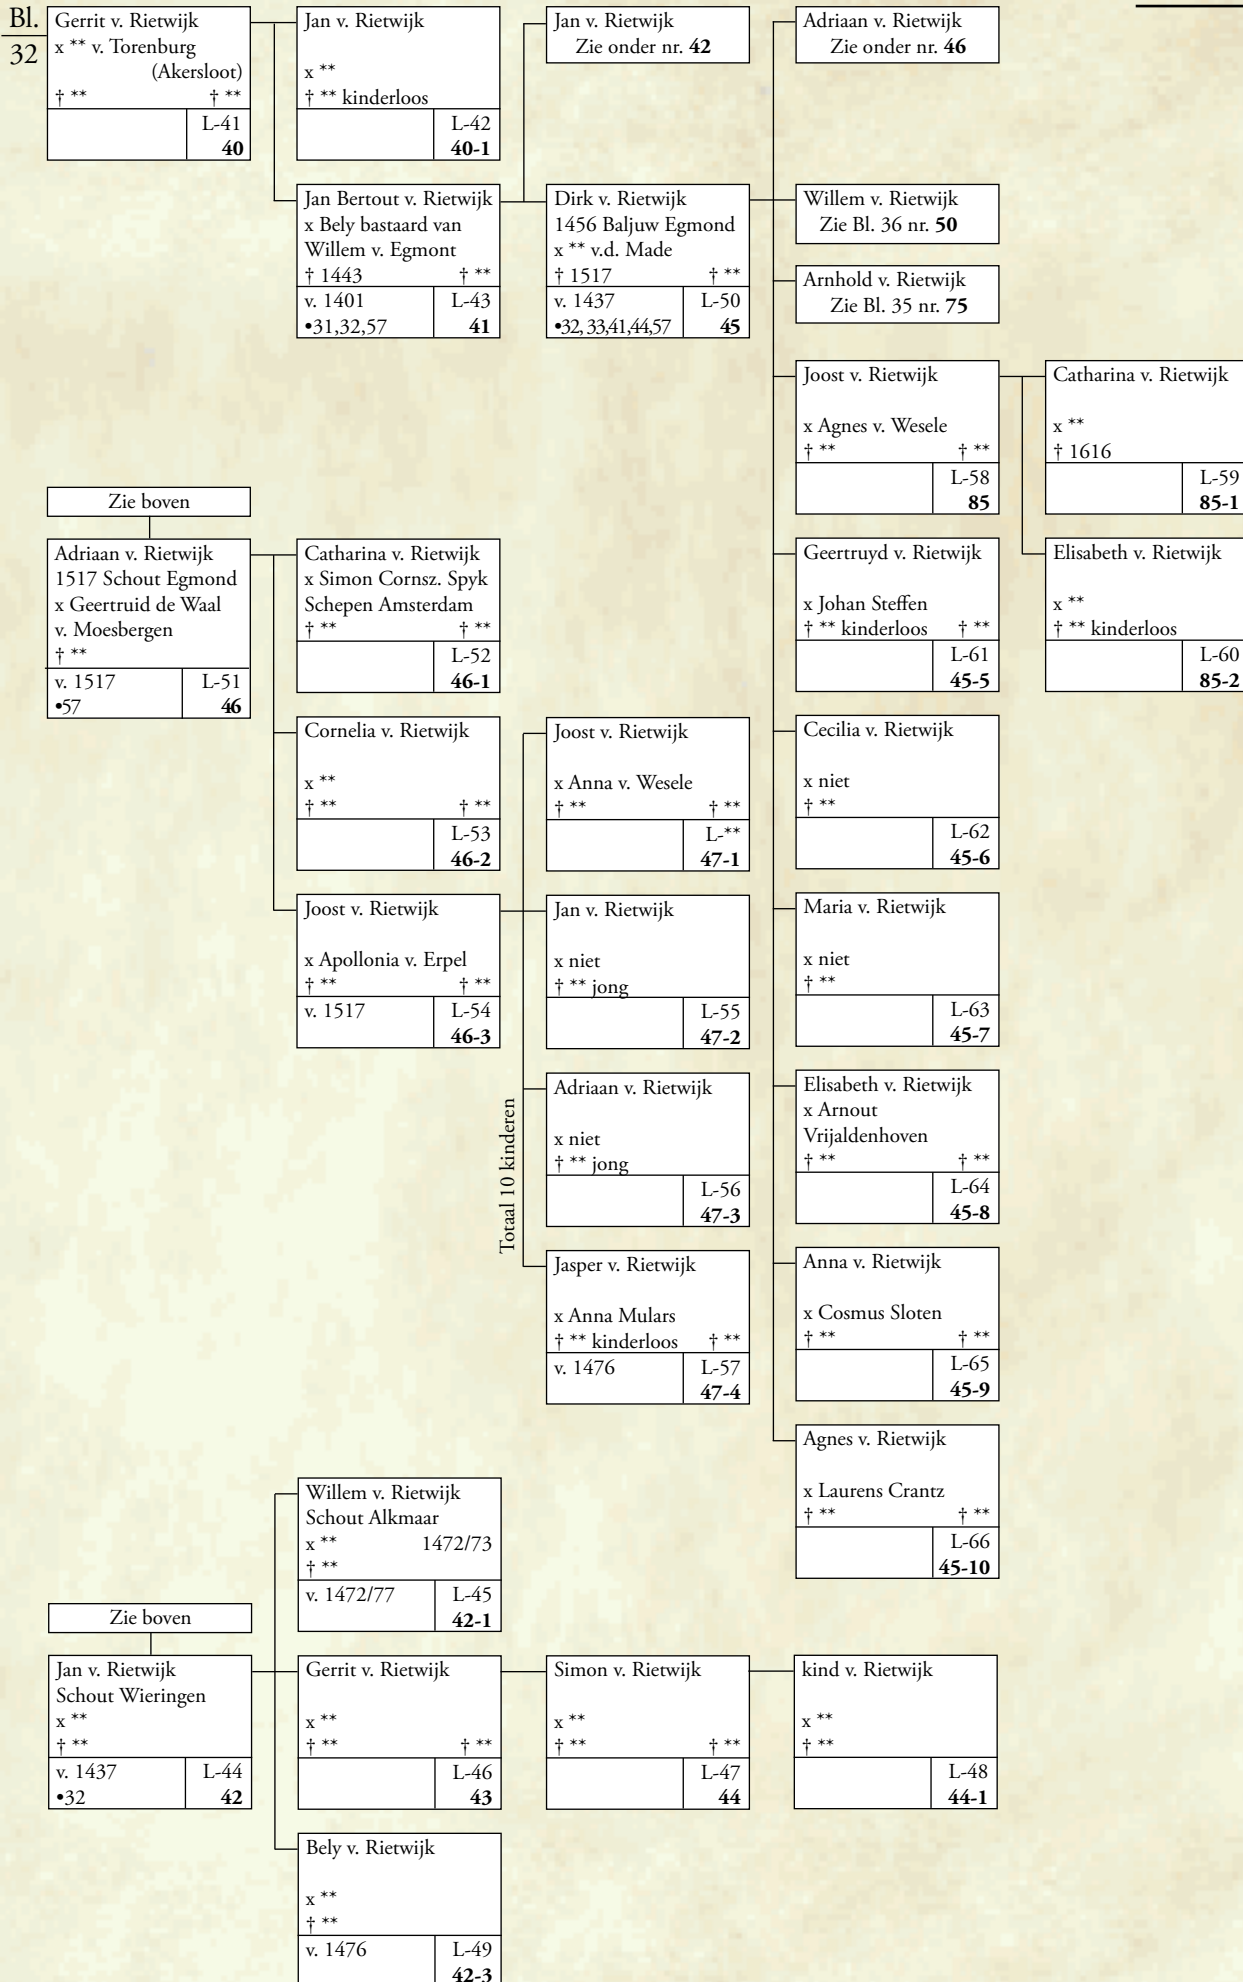 Bl.
32
Gerrit v. Rietwijk
x ** v. Torenburg
(Akersloot)
† ** † **
L-41
40
Jan v. Rietwijk
x **
† ** kinderloos
L-42
40-1
Jan Bertout v. Rietwijk
x Bely bastaard van
Willem v. Egmont
† 1443 † **
v. 1401 L-43
•31,32,57 41
Jan v. Rietwijk
Zie onder nr. 42
Dirk v. Rietwijk
1456 Baljuw Egmond
x ** v.d. Made
† 1517 † **
v. 1437 L-50
•32, 33,41,44,57 45
Adriaan v. Rietwijk
Zie onder nr. 46
Willem v. Rietwijk
Zie Bl. 36 nr. 50
Arnhold v. Rietwijk
Zie Bl. 35 nr. 75
Joost v. Rietwijk
x Agnes v. Wesele
† ** † **
L-58
85
Catharina v. Rietwijk
x **
† 1616
L-59
85-1
Elisabeth v. Rietwijk
x **
† ** kinderloos
L-60
85-2
Geertruyd v. Rietwijk
x Johan Steffen
† ** kinderloos † **
L-61
45-5
Cecilia v. Rietwijk
x niet
† **
L-62
45-6
Maria v. Rietwijk
x niet
† **
L-63
45-7
Elisabeth v. Rietwijk
x Arnout
Vrijaldenhoven
† ** † **
L-64
45-8
Anna v. Rietwijk
x Cosmus Sloten
† ** † **
L-65
45-9
Agnes v. Rietwijk
x Laurens Crantz
† ** † **
L-66
45-10
Zie boven
Adriaan v. Rietwijk
1517 Schout Egmond
x Geertruid de Waal
v. Moesbergen
† **
v. 1517 L-51
•57 46
Catharina v. Rietwijk
x Simon Cornsz. Spyk
Schepen Amsterdam
† ** † **
L-52
46-1
Cornelia v. Rietwijk
x **
† ** † **
L-53
46-2
Joost v. Rietwijk
x Apollonia v. Erpel
† ** † **
v. 1517 L-54
46-3
Totaal 10 kinderen
Joost v. Rietwijk
x Anna v. Wesele
† ** † **
L-**
47-1
Jan v. Rietwijk
x niet
† ** jong
L-55
47-2
Adriaan v. Rietwijk
x niet
† ** jong
L-56
47-3
Jasper v. Rietwijk
x Anna Mulars
† ** kinderloos † **
v. 1476 L-57
47-4
Zie boven
Jan v. Rietwijk
Schout Wieringen
x **
† **
v. 1437 L-44
•32 42
Willem v. Rietwijk
Schout Alkmaar
x ** 1472/73
† **
v. 1472/77 L-45
42-1
Gerrit v. Rietwijk
x **
† ** † **
L-46
43
Simon v. Rietwijk
x **
† ** † **
L-47
44
kind v. Rietwijk
x **
† **
L-48
44-1
Bely v. Rietwijk
x **
† **
v. 1476 L-49
42-3